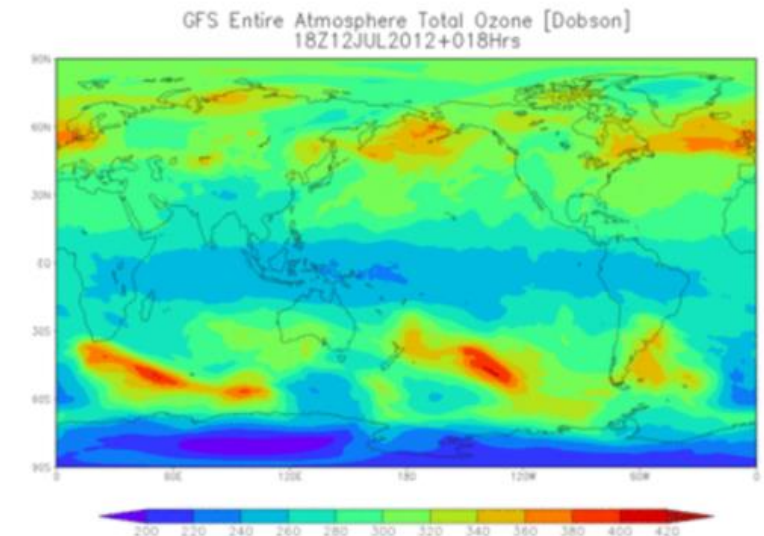 GFS Entire Atmosphere Total Ozone [Dobson]
18Z12JUL2012+018Hrs
90N
60N
30N
EQ
30S
60S
90S
0 60E 120E 180 120W 60W 0
200 220 240 260 280 300 320 340 360 380 400 420